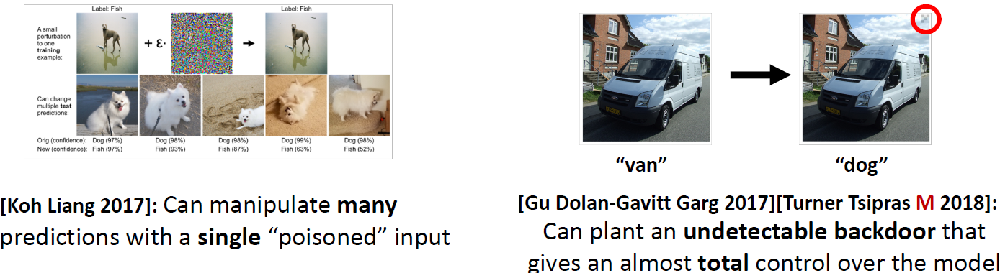 Label: Fish
Label: Fish
A small
perturbation
to one
training
example:
+ ε·
Can change
multiple test
predictions:
Orig (confidence): Dog (97%) Dog (98%) Dog (98%) Dog (99%) Dog (98%)
New (confidence): Fish (97%) Fish (93%) Fish (87%) Fish (63%) Fish (52%)
[Koh Liang 2017]: Can manipulate many
predictions with a single “poisoned” input
“van”
“dog”
[Gu Dolan-Gavitt Garg 2017][Turner Tsipras M 2018]:
Can plant an undetectable backdoor that
gives an almost total control over the model